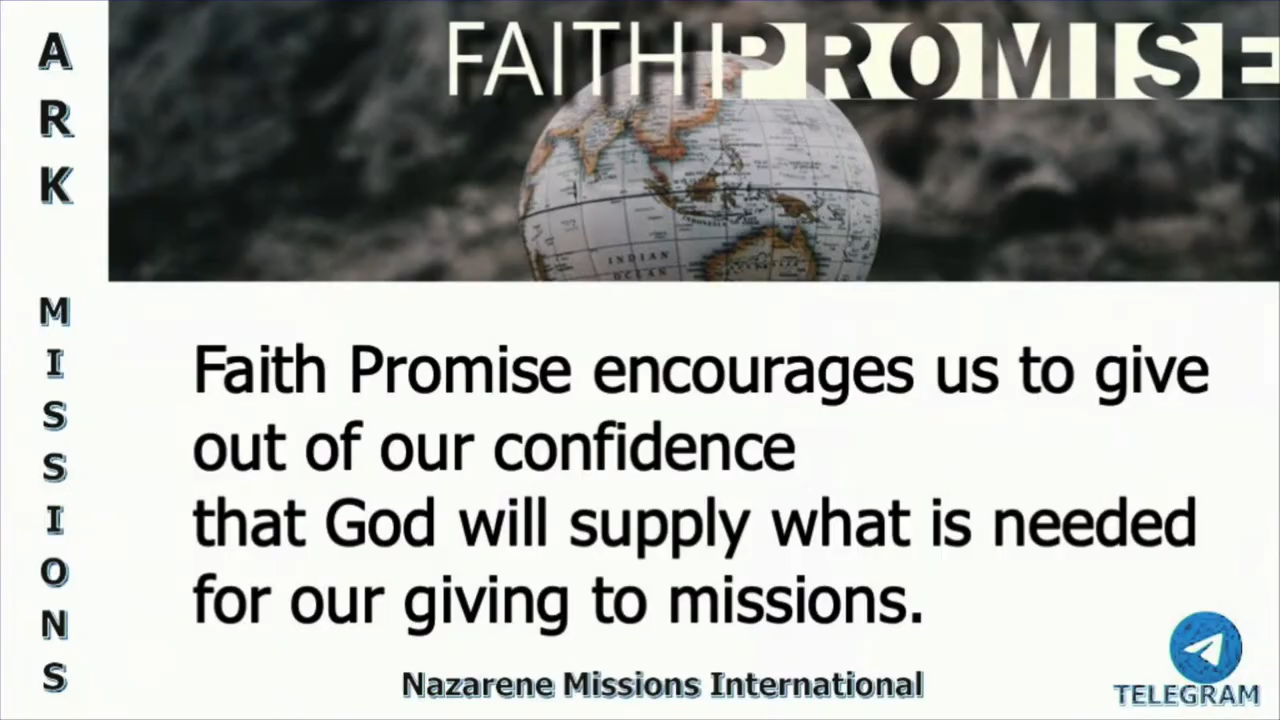 ARK
MISSIONS
FAITH PROMISE
INDIAN
OCEAN
Faith Promise encourages us to give
out of our confidence
that God will supply what is needed
for our giving to missions.
Nazarene Missions International
TELEGRAM